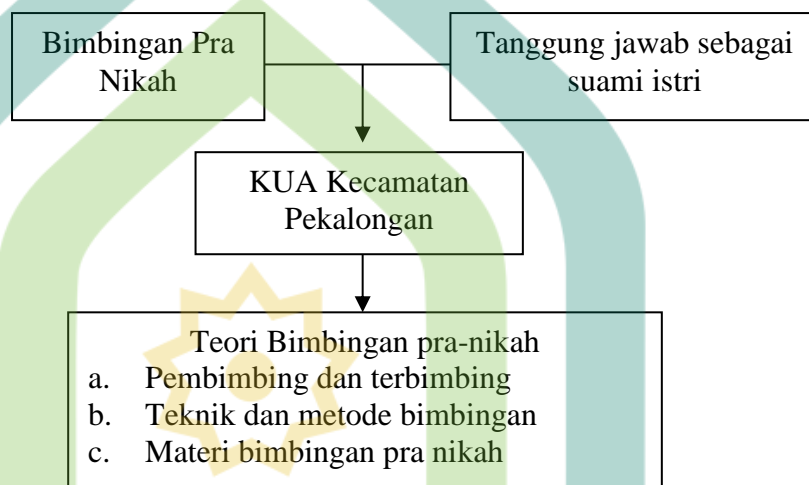 Bimbingan Pra
Nikah
Tanggung jawab sebagai
suami istri
KUA Kecamatan
Pekalongan
Teori Bimbingan pra-nikah
a. Pembimbing dan terbimbing
b. Teknik dan metode bimbingan
c. Materi bimbingan pra nikah